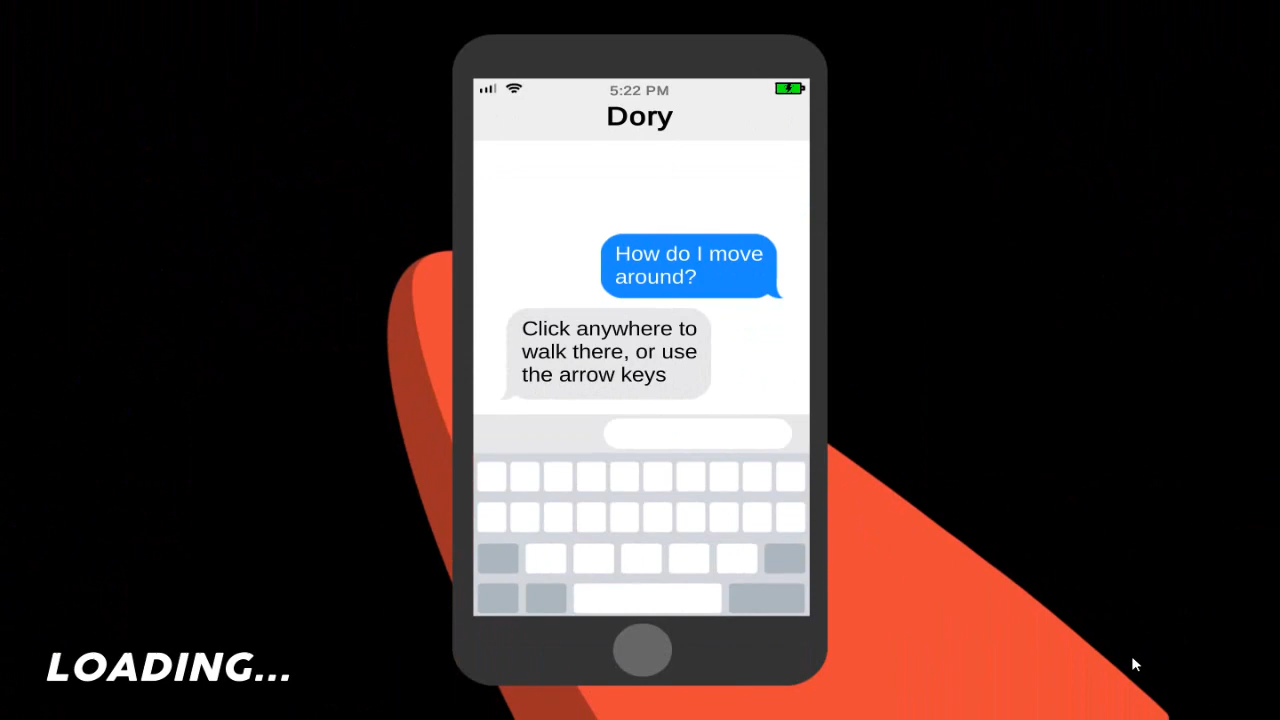 5:22 PM
Dory
How do I move
around?
Click anywhere to
walk there, or use
the arrow keys
LOADING...